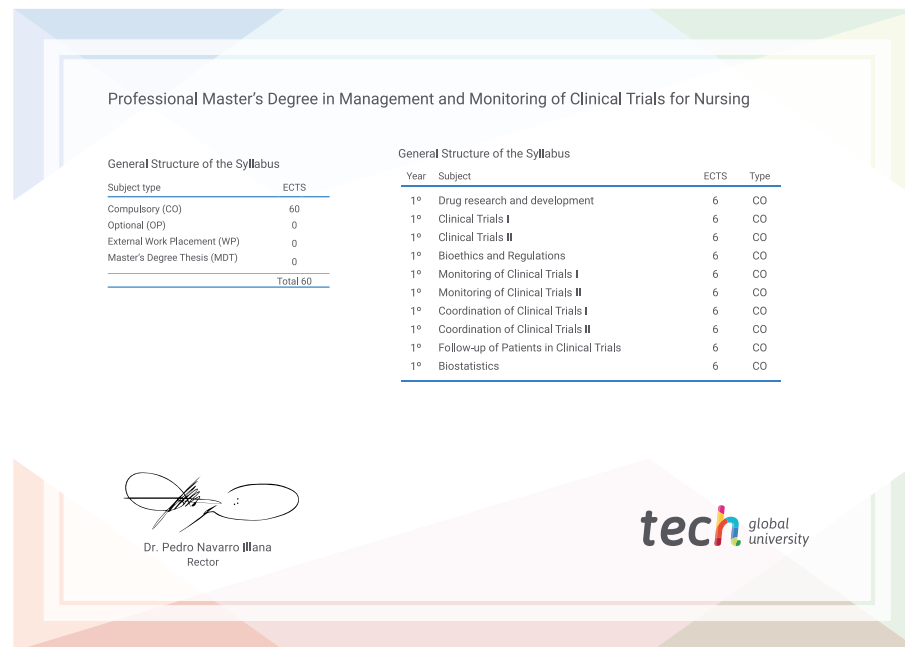 Professional Master's Degree in Management and Monitoring of Clinical Trials for Nursing
General Structure of the Syllabus
Subject type ECTS
Compulsory (CO) 60
Optional (OP) 0
External Work Placement (WP) 0
Master's Degree Thesis (MDT) 0
Total 60
General Structure of the Syllabus
Year Subject ECTS Type
1º Drug research and development 6 CO
1º Clinical Trials I 6 CO
1º Clinical Trials II 6 CO
1º Bioethics and Regulations 6 CO
1º Monitoring of Clinical Trials I 6 CO
1º Monitoring of Clinical Trials II 6 CO
1º Coordination of Clinical Trials I 6 CO
1º Coordination of Clinical Trials II 6 CO
1º Follow-up of Patients in Clinical Trials 6 CO
1º Biostatistics 6 CO
Dr. Pedro Navarro Illana
Rector
tech global
university